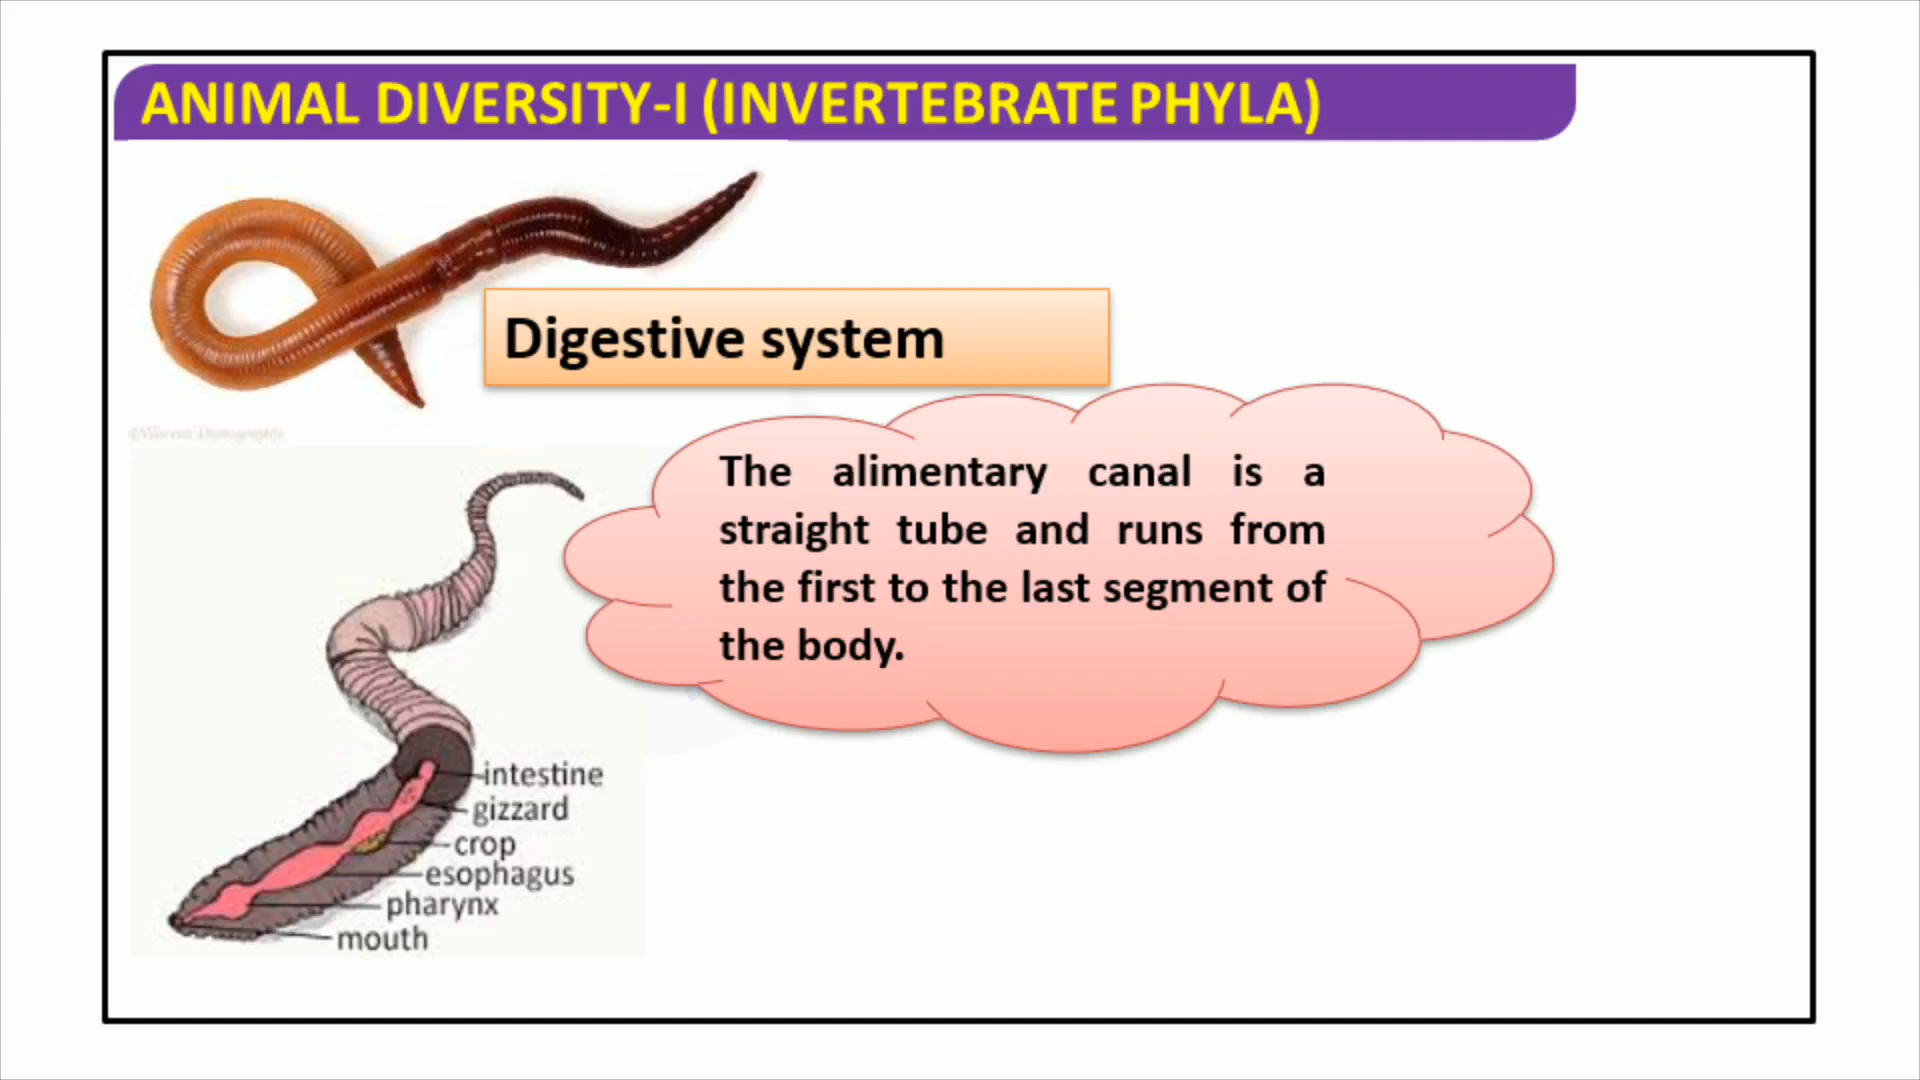 ANIMAL DIVERSITY-I (INVERTEBRATE PHYLA)
Digestive system
The alimentary canal is a
straight tube and runs from
the first to the last segment of
the body.
intestine
gizzard
crop
esophagus
pharynx
mouth